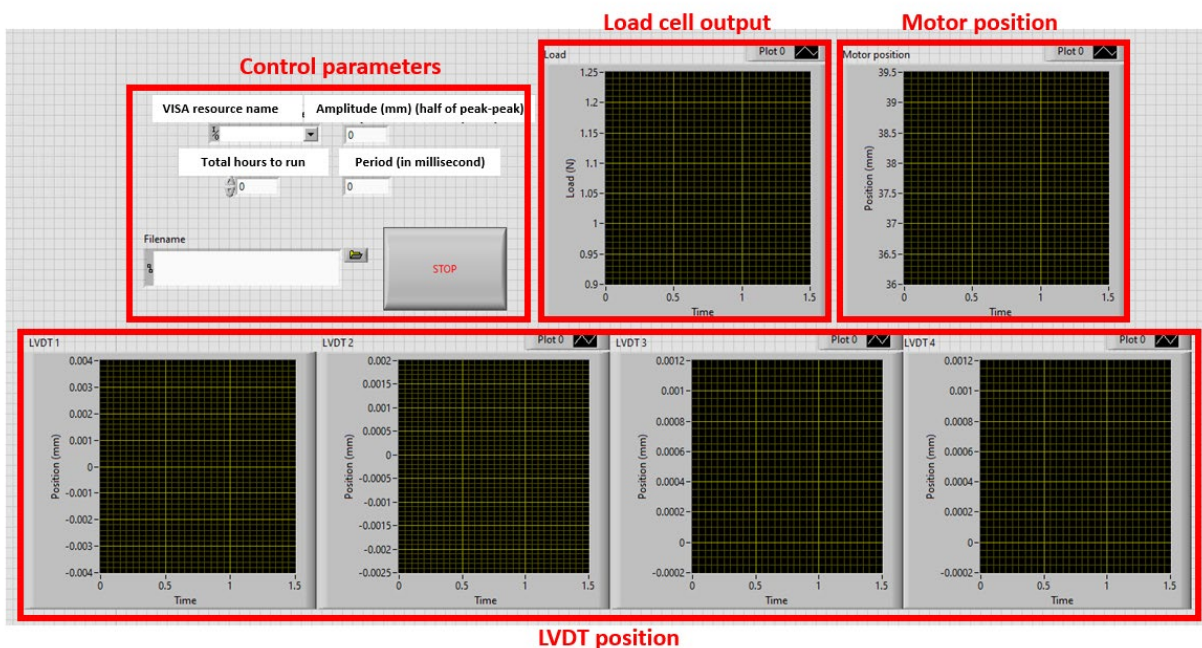 Load cell output
Motor position
Control parameters
VISA resource name
Amplitude (mm) (half of peak-peak)
0
Total hours to run
Period (in millisecond)
0
0
Filename
STOP
Load
Plot 0
1.25
1.2
1.15
1.1
1.05
1
0.95
0.9
Load (N)
0
0.5
1
1.5
Time
Motor position
Plot 0
39.5
39
38.5
38
37.5
37
36.5
36
Position (mm)
0
0.5
1
1.5
Time
LVDT 1
0.004
0.003
0.002
0.001
0
-0.001
-0.002
-0.003
-0.004
Position (mm)
0
0.5
1
1.5
Time
LVDT 2
Plot 0
0.002
0.0015
0.001
0.0005
0
-0.0005
-0.001
-0.0015
-0.002
-0.0025
Position (mm)
0
0.5
1
1.5
Time
LVDT 3
Plot 0
0.0012
0.001
0.0008
0.0006
0.0004
0.0002
0
-0.0002
Position (mm)
0
0.5
1
1.5
Time
LVDT 4
Plot 0
0.0012
0.001
0.0008
0.0006
0.0004
0.0002
0
-0.0002
Position (mm)
0
0.5
1
1.5
Time
LVDT position